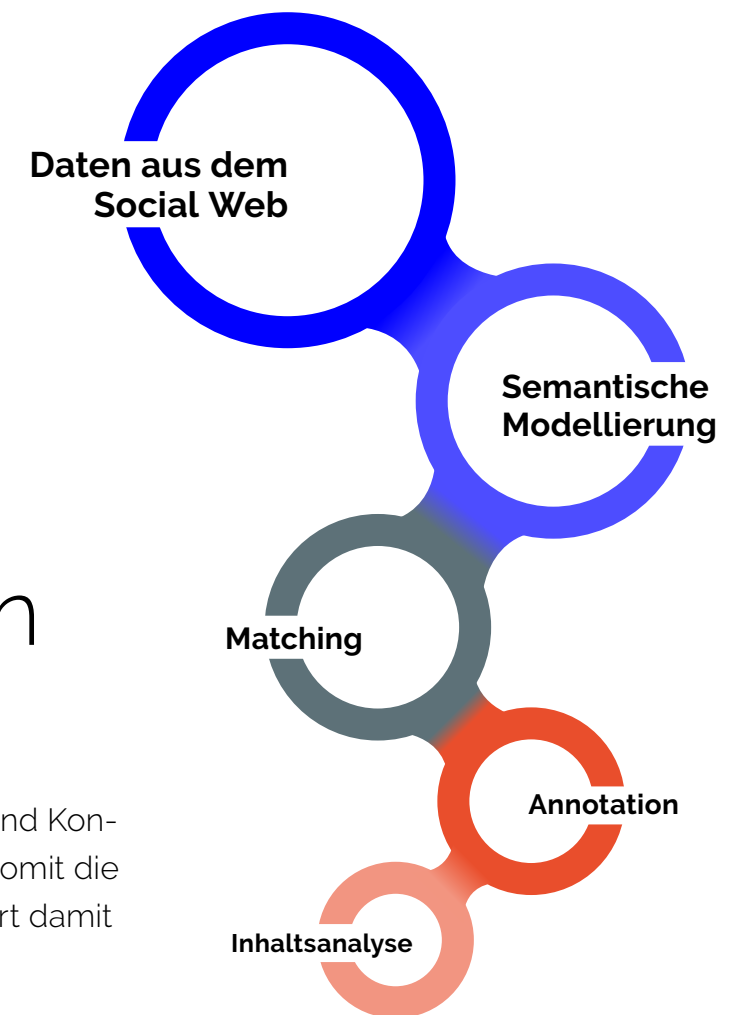 Daten aus dem
Social Web
Semantische
Modellierung
n
Matching
Annotation
nd Kon-
omit die
rt damit
Inhaltsanalyse